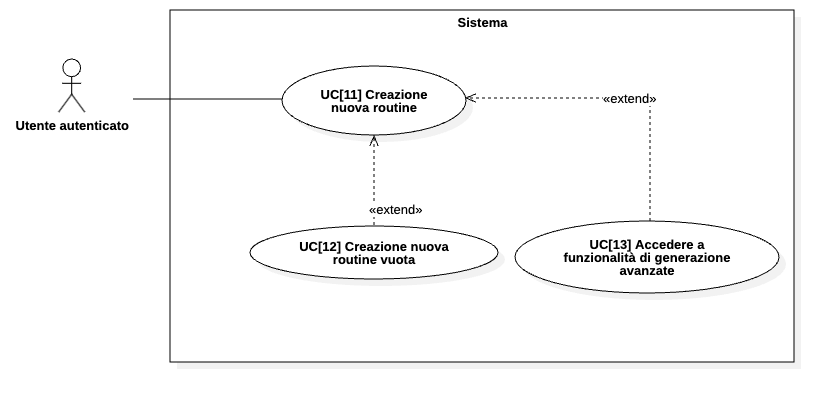 Sistema
UC[11] Creazione
nuova routine
«extend»
Utente autenticato
«extend»
UC[12] Creazione nuova
routine vuota
UC[13] Accedere a
funzionalità di generazione
avanzate